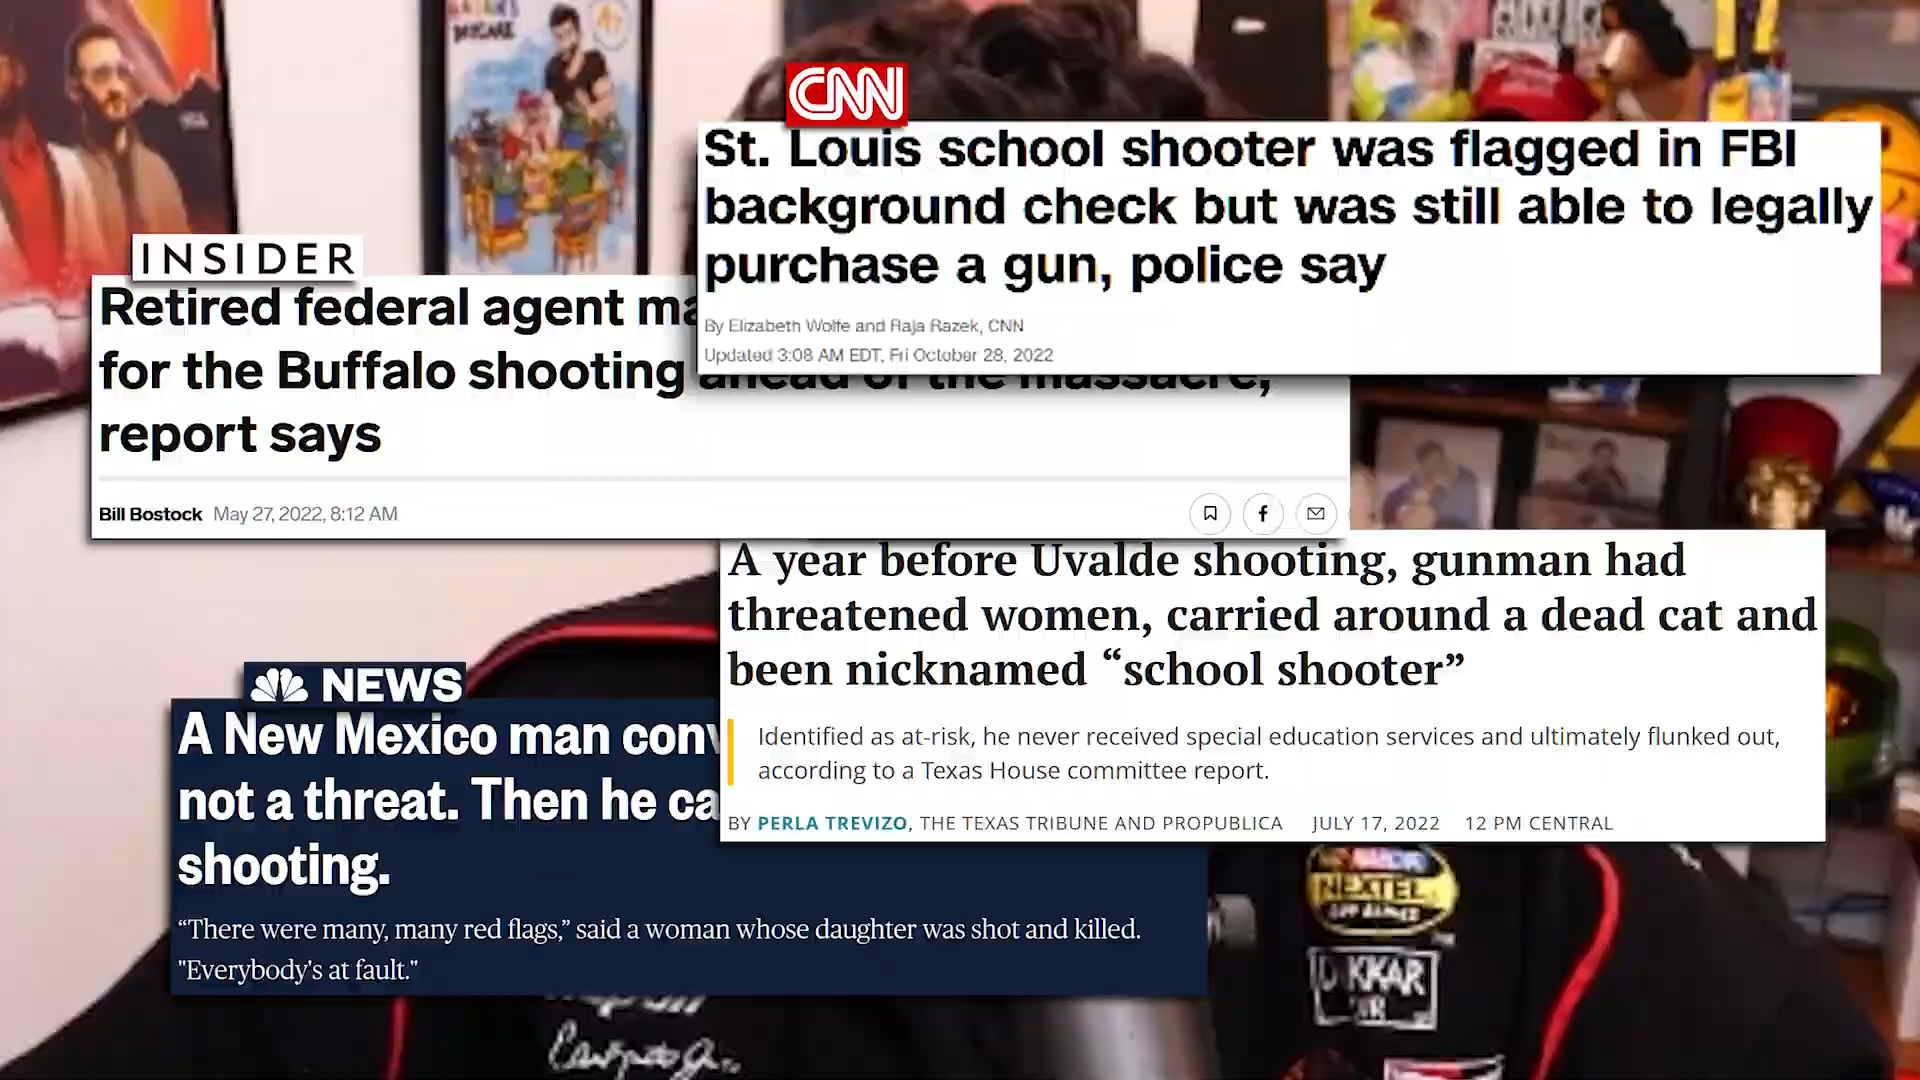 CNN
St. Louis school shooter was flagged in FBI
background check but was still able to legally
purchase a gun, police say
By Elizabeth Wolfe and Raja Razek, CNN
Updated 3:08 AM EDT, Fri October 28, 2022
INSIDER
Retired federal agent
for the Buffalo shooting ahead of the massacre,
report says
Bill Bostock May 27, 2022, 8:12 AM
A year before Uvalde shooting, gunman had
threatened women, carried around a dead cat and
been nicknamed “school shooter”
Identified as at-risk, he never received special education services and ultimately flunked out,
according to a Texas House committee report.
BY PERLA TREVIZO, THE TEXAS TRIBUNE AND PROPUBLICA JULY 17, 2022 12 PM CENTRAL
NEWS
A New Mexico man
not a threat. Then he
shooting.
“There were many, many red flags,” said a woman whose daughter was shot and killed.
"Everybody's at fault."
NEXTEL